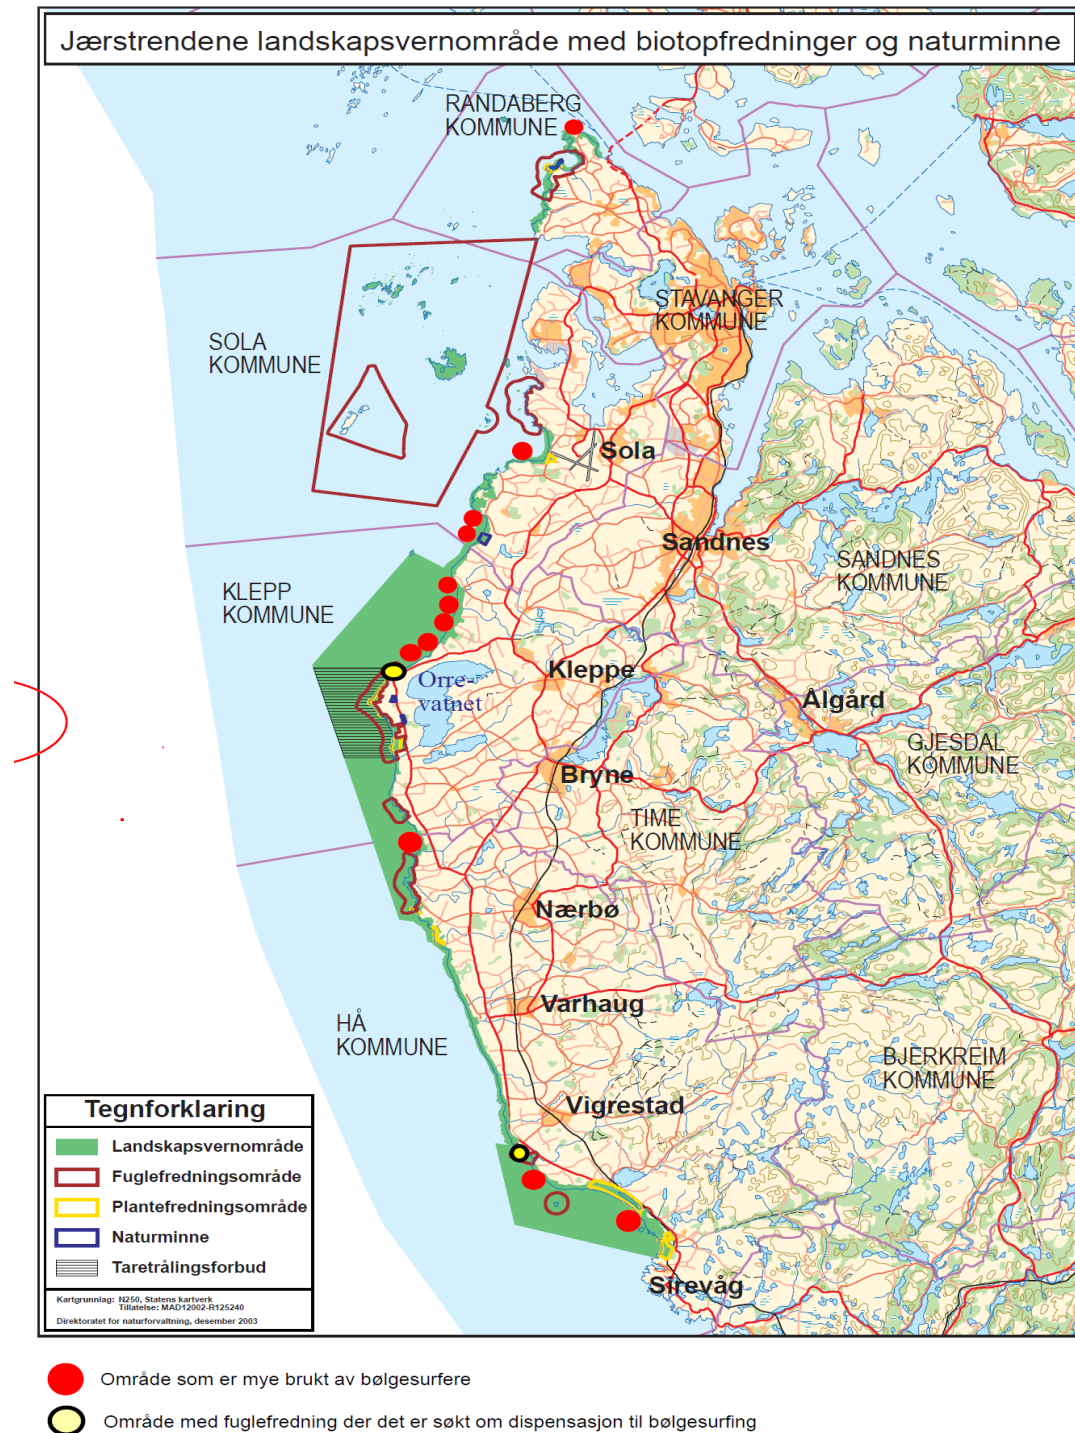 Jærstrendene landskapsvernområde med biotopfredninger og naturminne
RANDABERG
KOMMUNE
STAVANGER
KOMMUNE
SOLA
KOMMUNE
Sola
Sandnes
SANDNES
KOMMUNE
KLEPP
KOMMUNE
Kleppe
Orre-
vatnet
Ålgård
GJESDAL
KOMMUNE
Bryne
TIME
KOMMUNE
Nærbø
Varhaug
HÅ
KOMMUNE
BJERKREIM
KOMMUNE
Vigrestad
Sirevåg
Tegnforklaring
Landskapsvernområde
Fuglefredningsområde
Plantefredningsområde
Naturminne
Taretrålingsforbud
Kartgrunnlag: N250, Statens kartverk
Tillatelse: MAD12002-R125240
Direktoratet for naturforvaltning, desember 2003
Område som er mye brukt av bølgesurfere
Område med fuglefredning der det er søkt om dispensasjon til bølgesurfing